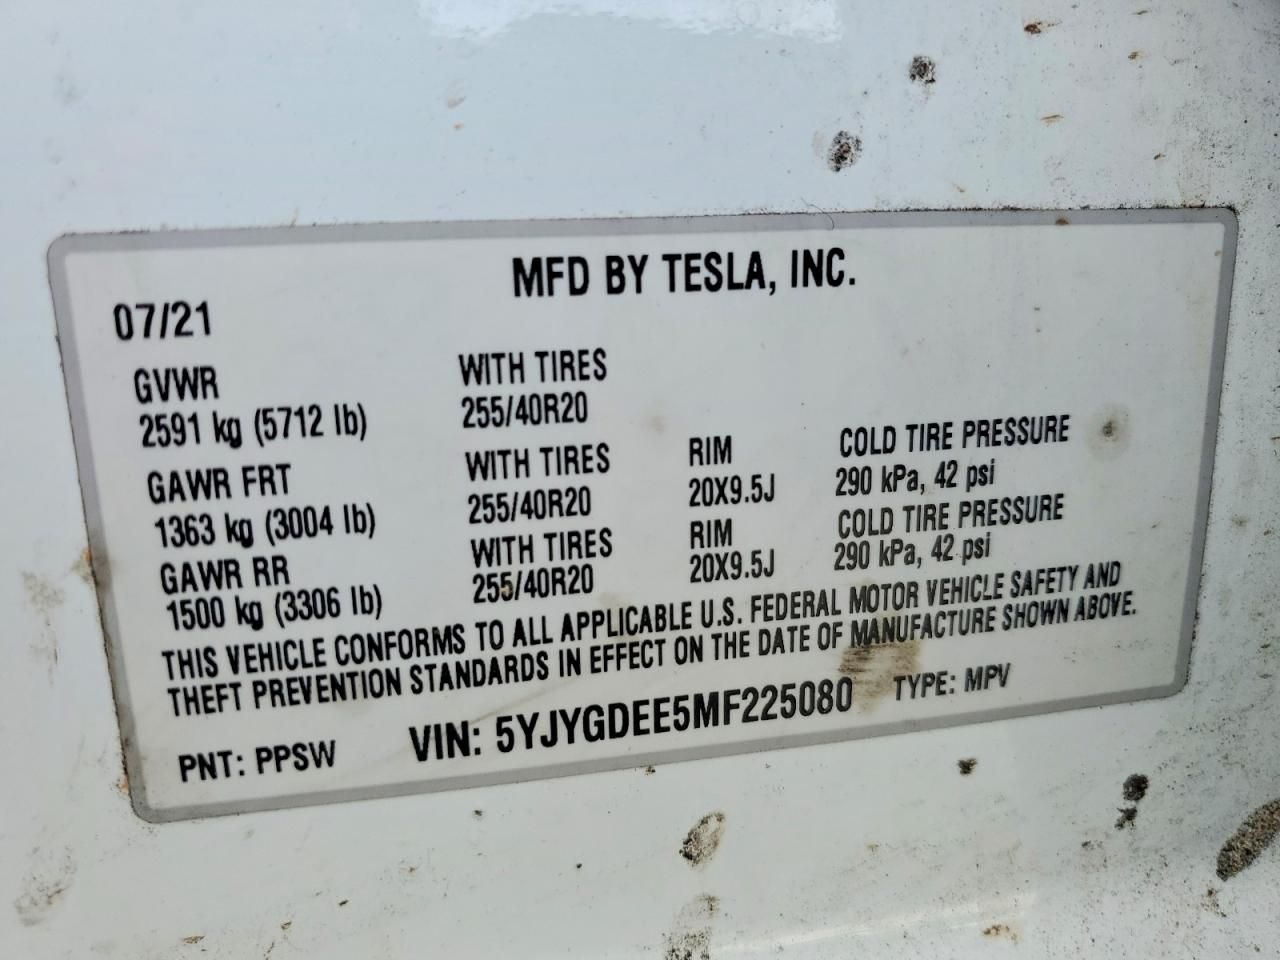 MFD BY TESLA, INC.
07/21
GVWR WITH TIRES
2591 kg (5712 lb) 255/40R20
GAWR FRT WITH TIRES RIM COLD TIRE PRESSURE
1363 kg (3004 lb) 255/40R20 20X9.5J 290 kPa, 42 psi
GAWR RR WITH TIRES RIM COLD TIRE PRESSURE
1500 kg (3306 lb) 255/40R20 20X9.5J 290 kPa, 42 psi
THIS VEHICLE CONFORMS TO ALL APPLICABLE U.S. FEDERAL MOTOR VEHICLE SAFETY AND
THEFT PREVENTION STANDARDS IN EFFECT ON THE DATE OF MANUFACTURE SHOWN ABOVE.
PNT: PPSW VIN: 5YJYGDEE5MF225080 TYPE: MPV